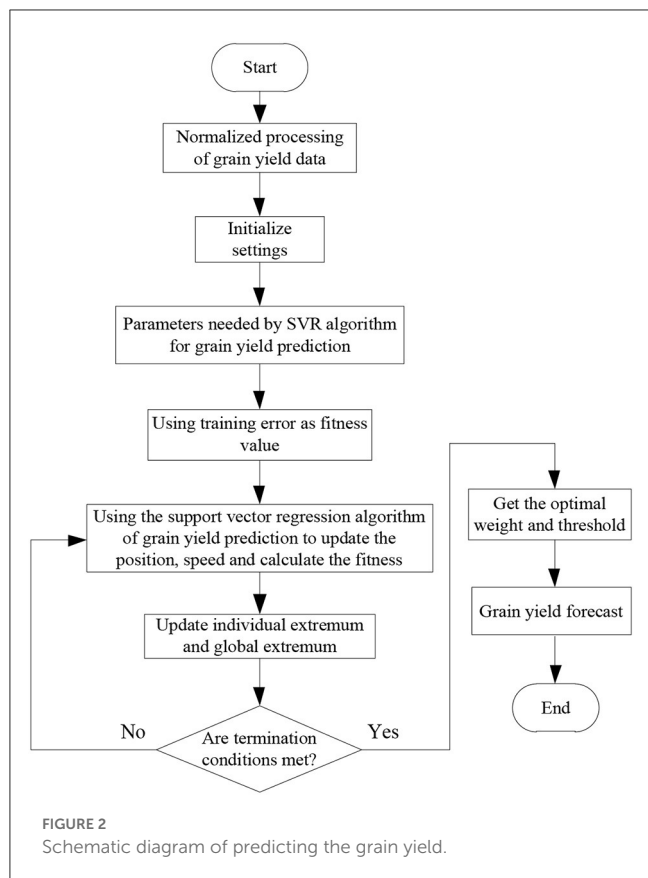 Start
Normalized processing
of grain yield data
Initialize
settings
Parameters needed by SVR algorithm
for grain yield prediction
Using training error as fitness
value
Using the support vector regression algorithm
of grain yield prediction to update the
position, speed and calculate the fitness
Update individual extremum
and global extremum
Are termination
conditions met?
No
Yes
Get the optimal
weight and threshold
Grain yield forecast
End
FIGURE 2
Schematic diagram of predicting the grain yield.